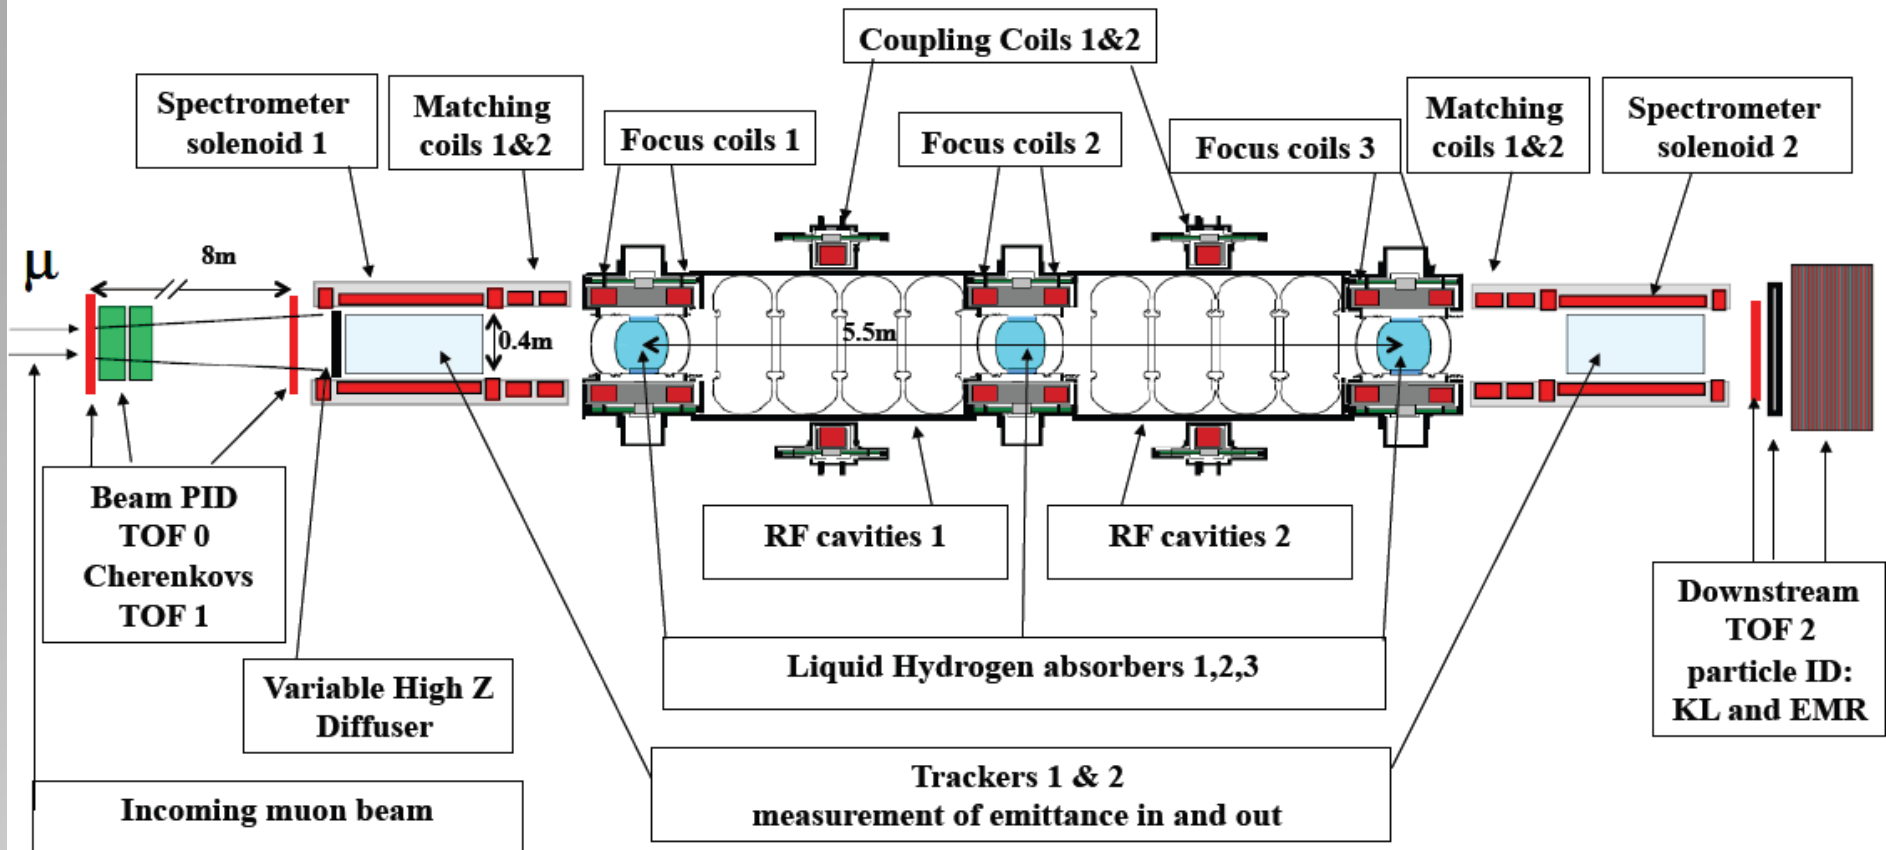 Coupling Coils 1&2
Spectrometer
solenoid 1
Matching
coils 1&2
Focus coils 1
Focus coils 2
Focus coils 3
Matching
coils 1&2
Spectrometer
solenoid 2
μ
8m
0.4m
5.5m
Beam PID
TOF 0
Cherenkovs
TOF 1
RF cavities 1
RF cavities 2
Downstream
TOF 2
particle ID:
KL and EMR
Variable High Z
Diffuser
Liquid Hydrogen absorbers 1,2,3
Incoming muon beam
Trackers 1 & 2
measurement of emittance in and out